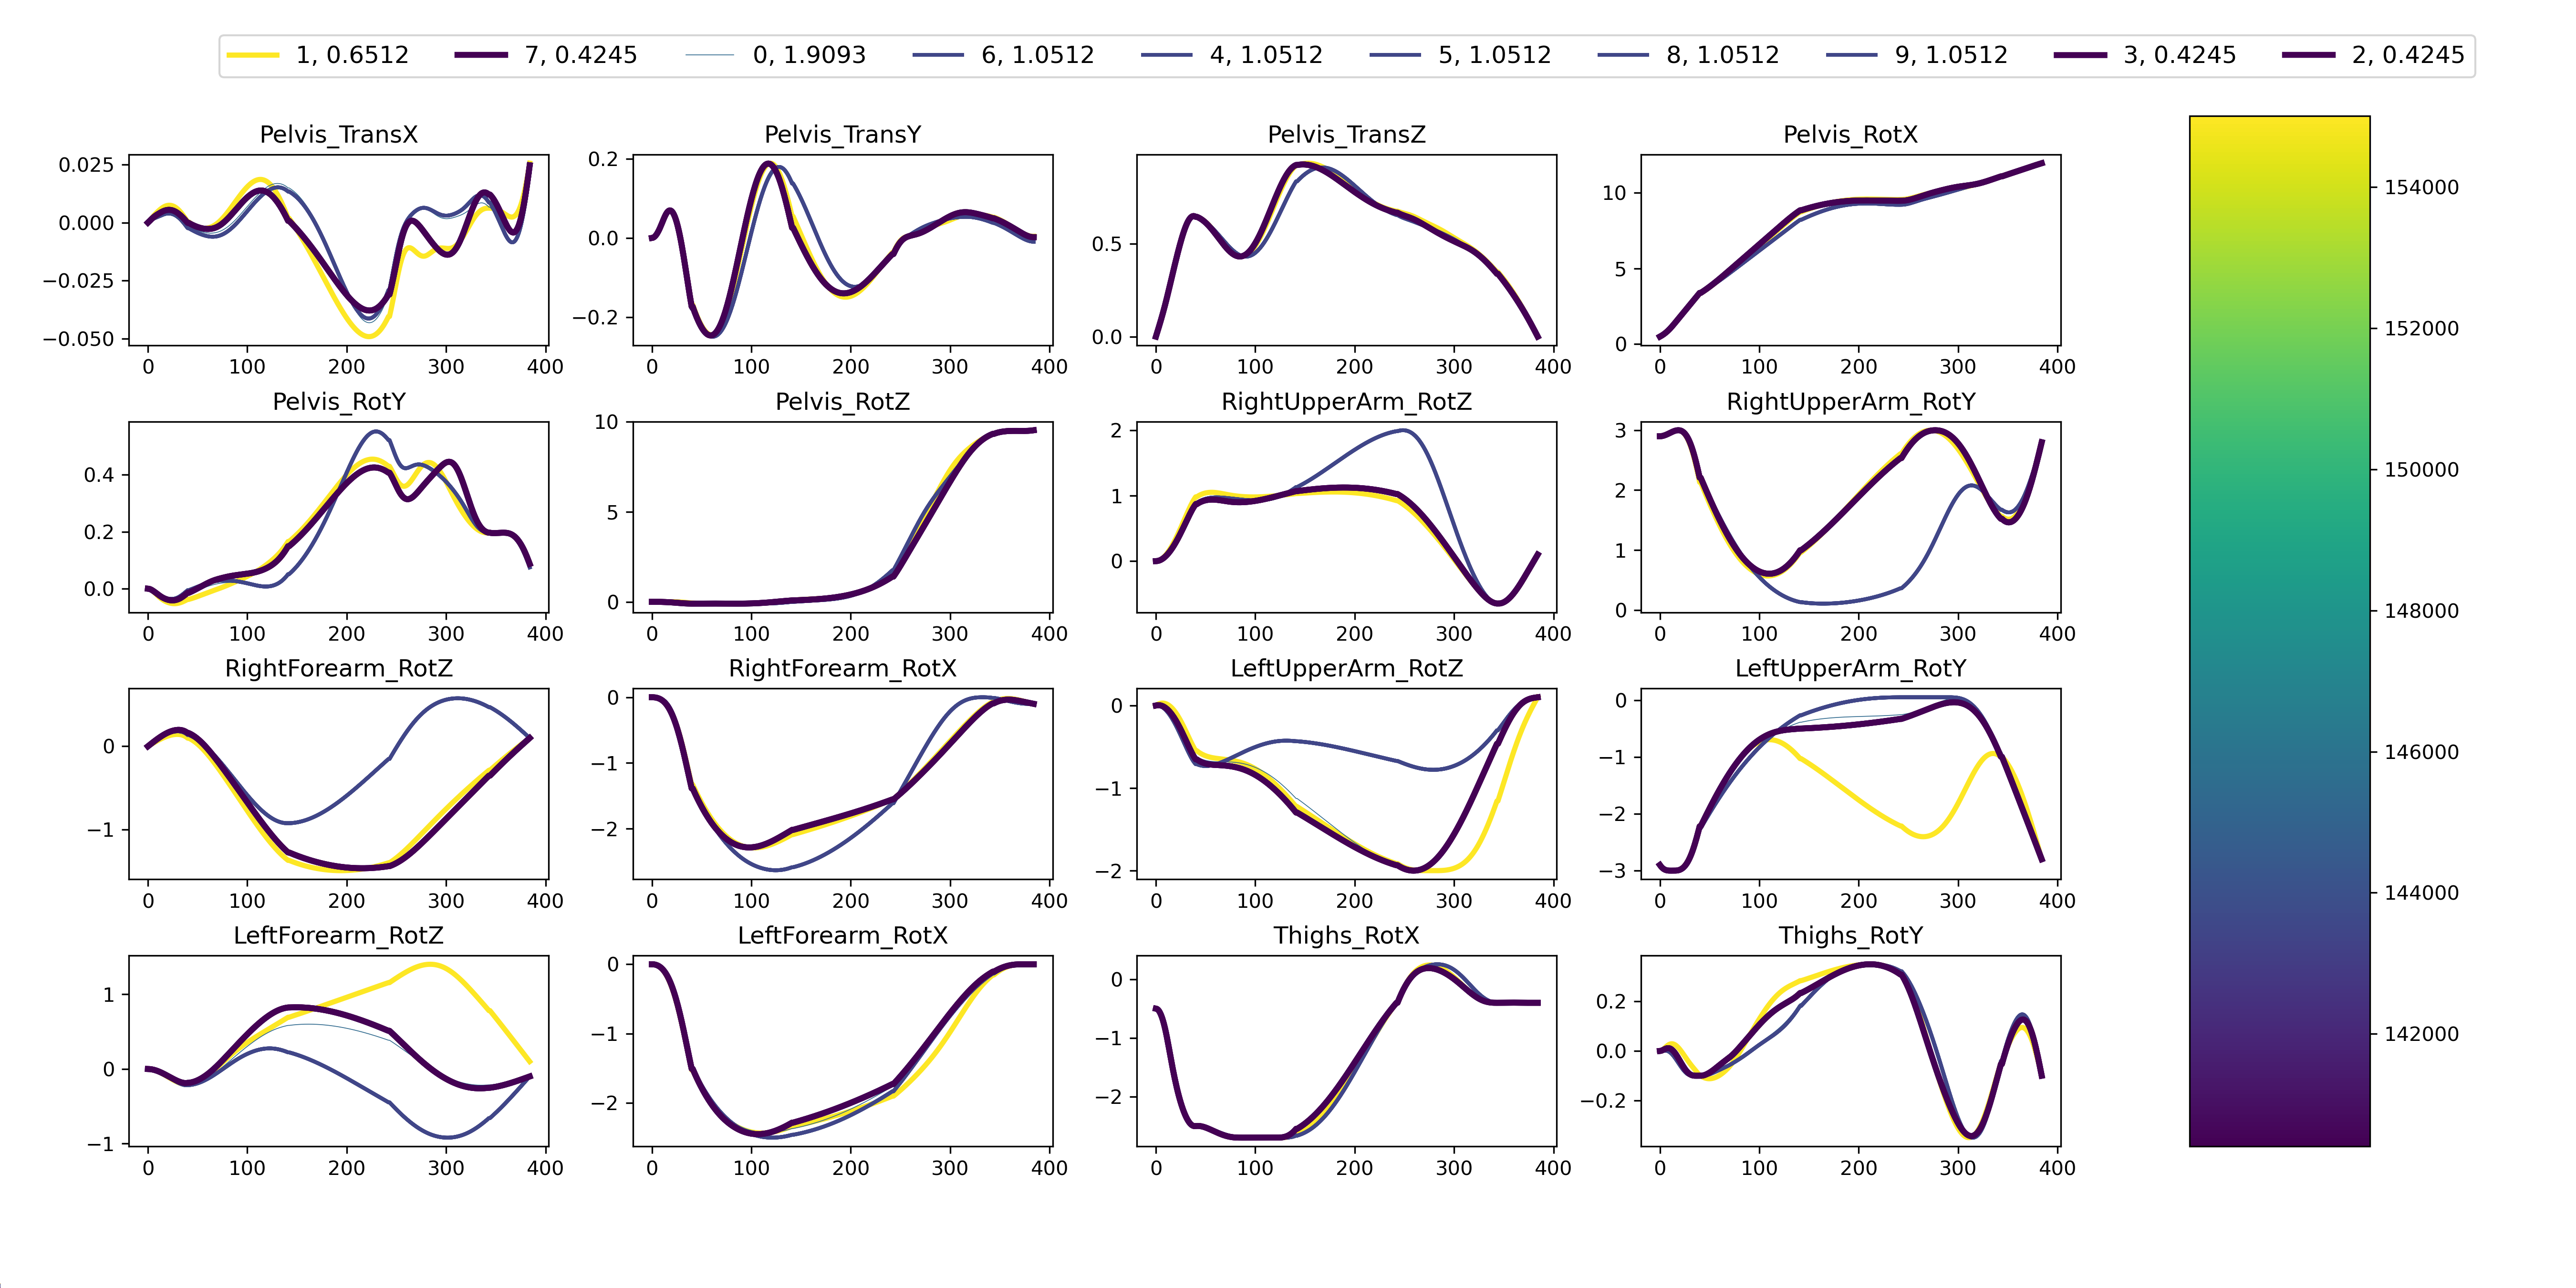 1, 0.6512 7, 0.4245 0, 1.9093 6, 1.0512 4, 1.0512 5, 1.0512 8, 1.0512 9, 1.0512 3, 0.4245 2, 0.4245
Pelvis_TransX
0.025
0.000
−0.025
−0.050
0 100 200 300 400
Pelvis_TransY
0.2
0.0
−0.2
0 100 200 300 400
Pelvis_TransZ
0.5
0.0
0 100 200 300 400
Pelvis_RotX
10
5
0
0 100 200 300 400
Pelvis_RotY
0.4
0.2
0.0
0 100 200 300 400
Pelvis_RotZ
10
5
0
0 100 200 300 400
RightUpperArm_RotZ
2
1
0
0 100 200 300 400
RightUpperArm_RotY
3
2
1
0
0 100 200 300 400
RightForearm_RotZ
0
−1
0 100 200 300 400
RightForearm_RotX
0
−1
−2
0 100 200 300 400
LeftUpperArm_RotZ
0
−1
−2
0 100 200 300 400
LeftUpperArm_RotY
0
−1
−2
−3
0 100 200 300 400
LeftForearm_RotZ
1
0
−1
0 100 200 300 400
LeftForearm_RotX
0
−1
−2
0 100 200 300 400
Thighs_RotX
0
−1
−2
0 100 200 300 400
Thighs_RotY
0.2
0.0
−0.2
0 100 200 300 400
154000
152000
150000
148000
146000
144000
142000